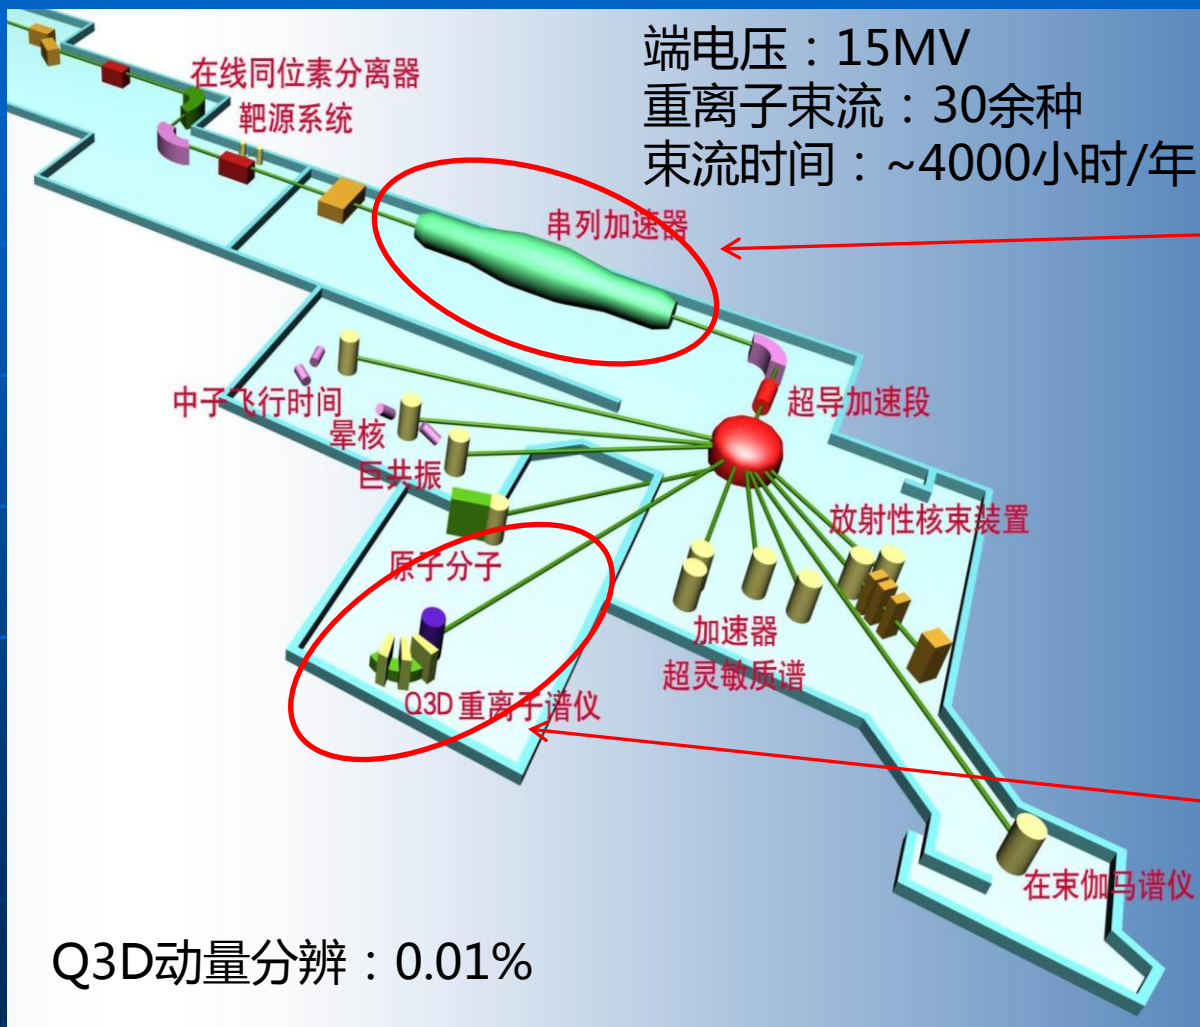 端电压：15MV
重离子束流：30余种
束流时间：~4000小时/年
在线同位素分离器
靶源系统
串列加速器
超导加速段
中子飞行时间
晕核
巨共振
放射性核束装置
原子分子
加速器
超灵敏质谱
Q3D重离子谱仪
在束伽马谱仪
Q3D动量分辨：0.01%